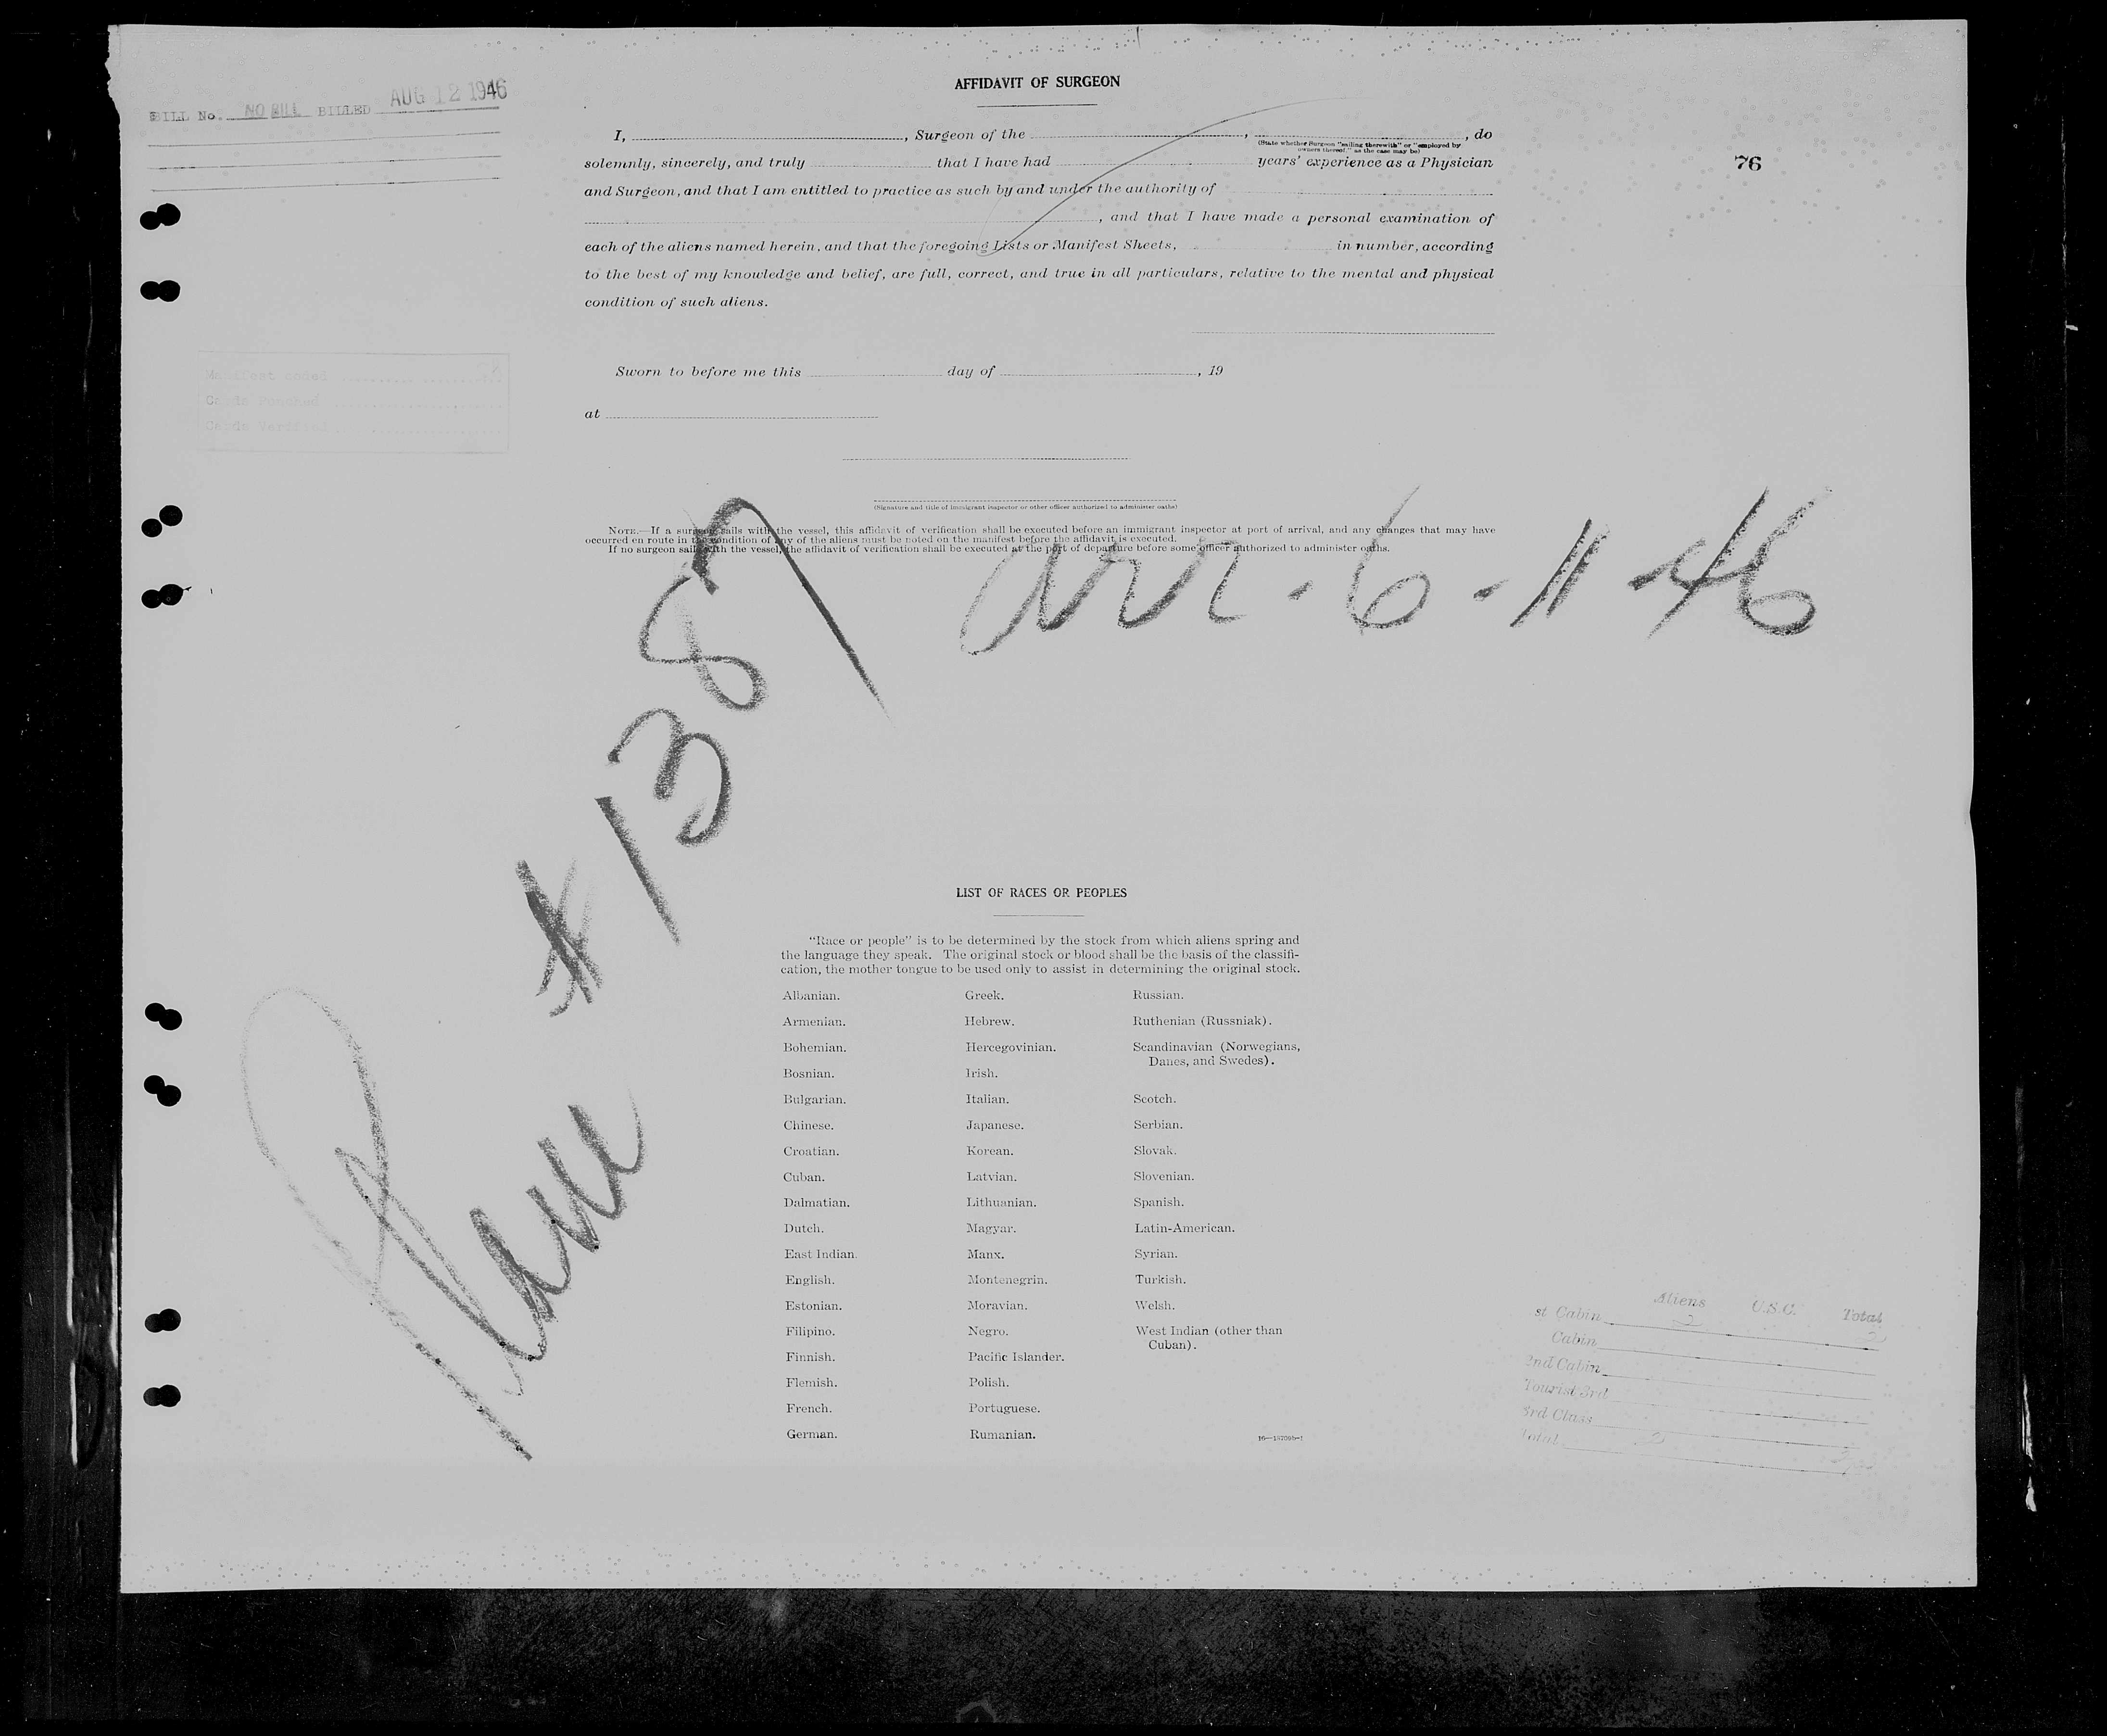 BILL No. NO BILL BILLED AUG 12 1946
AFFIDAVIT OF SURGEON
76
I, , Surgeon of the , , do
(State whether Surgeon "sailing therewith" or "employed by
owners thereof," as the case may be)
solemnly, sincerely, and truly that I have had years' experience as a Physician
and Surgeon, and that I am entitled to practice as such by and under the authority of
, and that I have made a personal examination of
each of the aliens named herein, and that the foregoing Lists or Manifest Sheets, in number, according
to the best of my knowledge and belief, are full, correct, and true in all particulars, relative to the mental and physical
condition of such aliens.
Manifest coded
Cards Punched
Cards Verified
Sworn to before me this day of , 19
at
(Signature and title of immigrant inspector or other officer authorized to administer oaths)
NOTE.—If a surgeon sails with the vessel, this affidavit of verification shall be executed before an immigrant inspector at port of arrival, and any changes that may have
occurred en route in the condition of any of the aliens must be noted on the manifest before the affidavit is executed.
If no surgeon sails with the vessel, the affidavit of verification shall be executed at the port of departure before some officer authorized to administer oaths.
arr. 6-11-46
Plane #1387
LIST OF RACES OR PEOPLES
"Race or people" is to be determined by the stock from which aliens spring and
the language they speak. The original stock or blood shall be the basis of the classifi-
cation, the mother tongue to be used only to assist in determining the original stock.
Albanian.
Armenian.
Bohemian.
Bosnian.
Bulgarian.
Chinese.
Croatian.
Cuban.
Dalmatian.
Dutch.
East Indian.
English.
Estonian.
Filipino.
Finnish.
Flemish.
French.
German.
Greek.
Hebrew.
Hercegovinian.
Irish.
Italian.
Japanese.
Korean.
Latvian.
Lithuanian.
Magyar.
Manx.
Montenegrin.
Moravian.
Negro.
Pacific Islander.
Polish.
Portuguese.
Rumanian.
Russian.
Ruthenian (Russniak).
Scandinavian (Norwegians,
Danes, and Swedes).
Scotch.
Serbian.
Slovak.
Slovenian.
Spanish.
Latin-American.
Syrian.
Turkish.
Welsh.
West Indian (other than
Cuban).
Aliens U.S.C. Total
st Cabin 2 2
Cabin
2nd Cabin
Tourist 3rd
3rd Class
Total 2